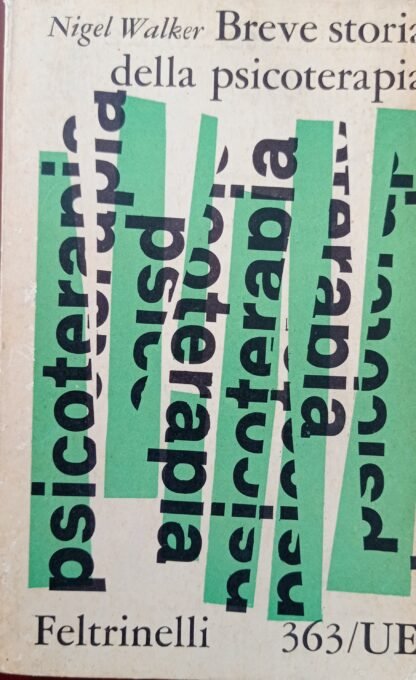 Nigel Walker Breve storia
della psicoterapia
psicoterapia
psicoterapia
psicoterapia
Feltrinelli 363/UE